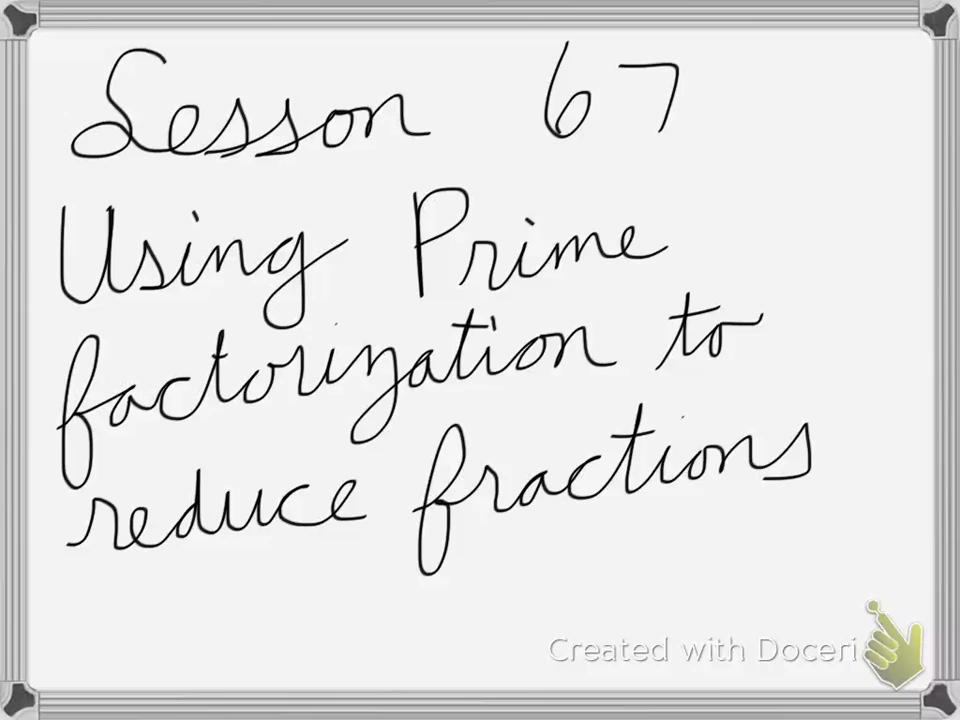 Lesson 67
Using Prime
factorization to
reduce fractions
Created with Doceri